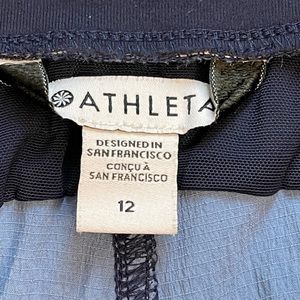 ATHLETA
DESIGNED IN
SAN FRANCISCO
CONÇU À
SAN FRANCISCO
12